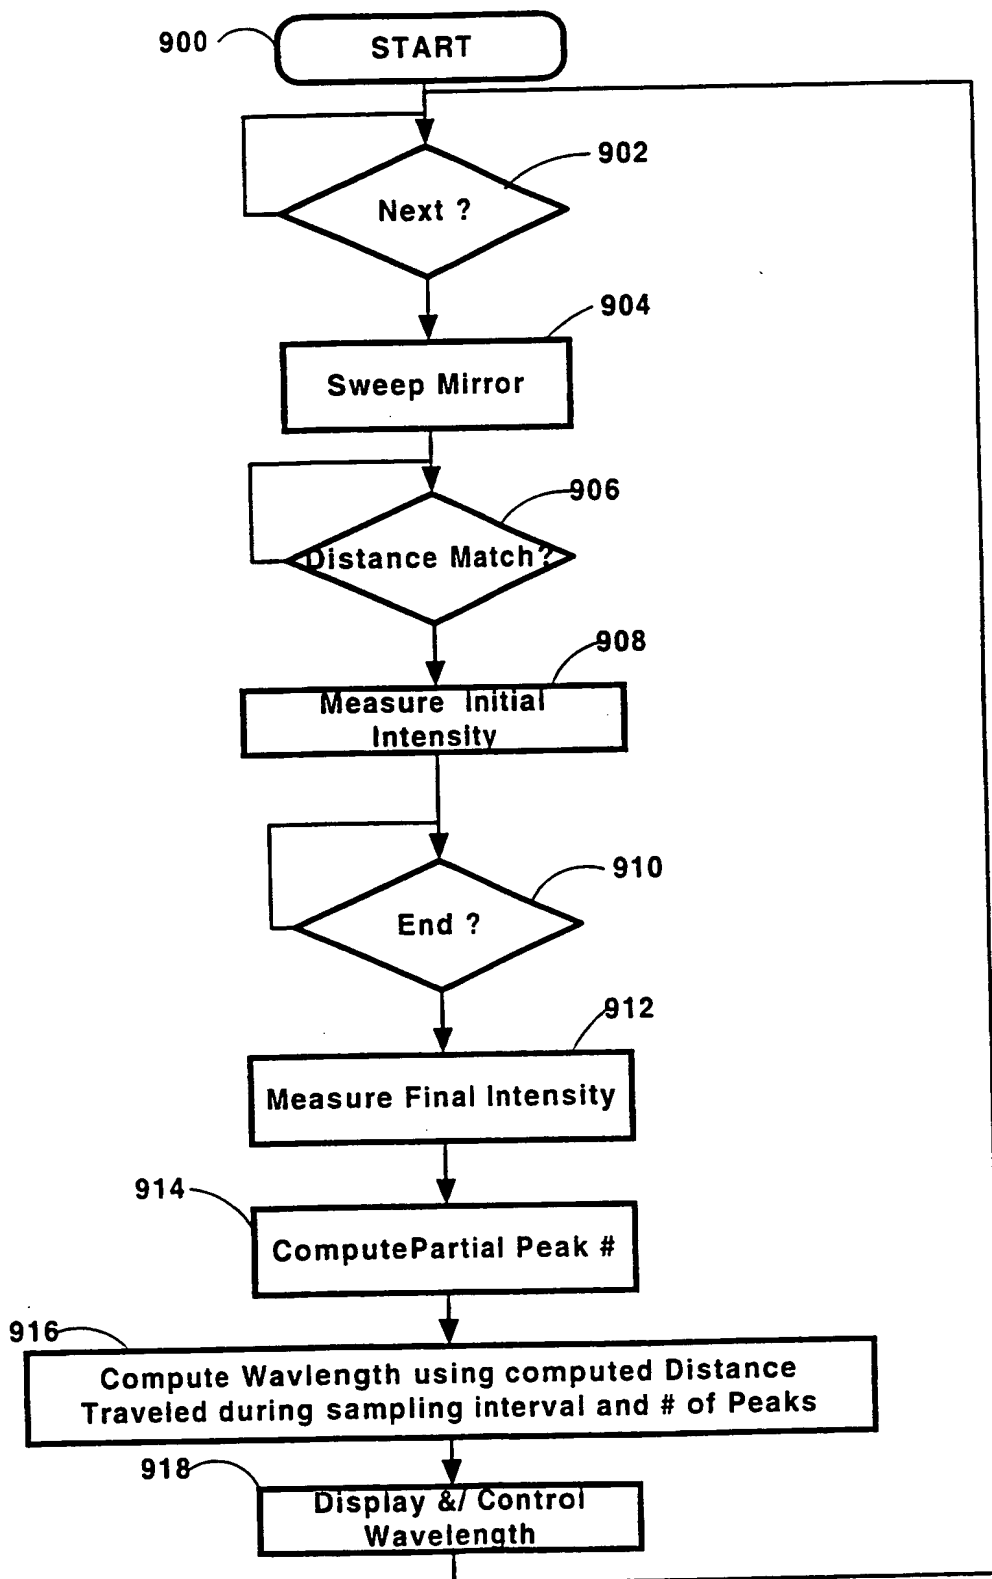 900
START
902
Next ?
904
Sweep Mirror
906
Distance Match?
908
Measure Initial
Intensity
910
End ?
912
Measure Final Intensity
914
ComputePartial Peak #
916
Compute Wavlength using computed Distance
Traveled during sampling interval and # of Peaks
918
Display &/ Control
Wavelength